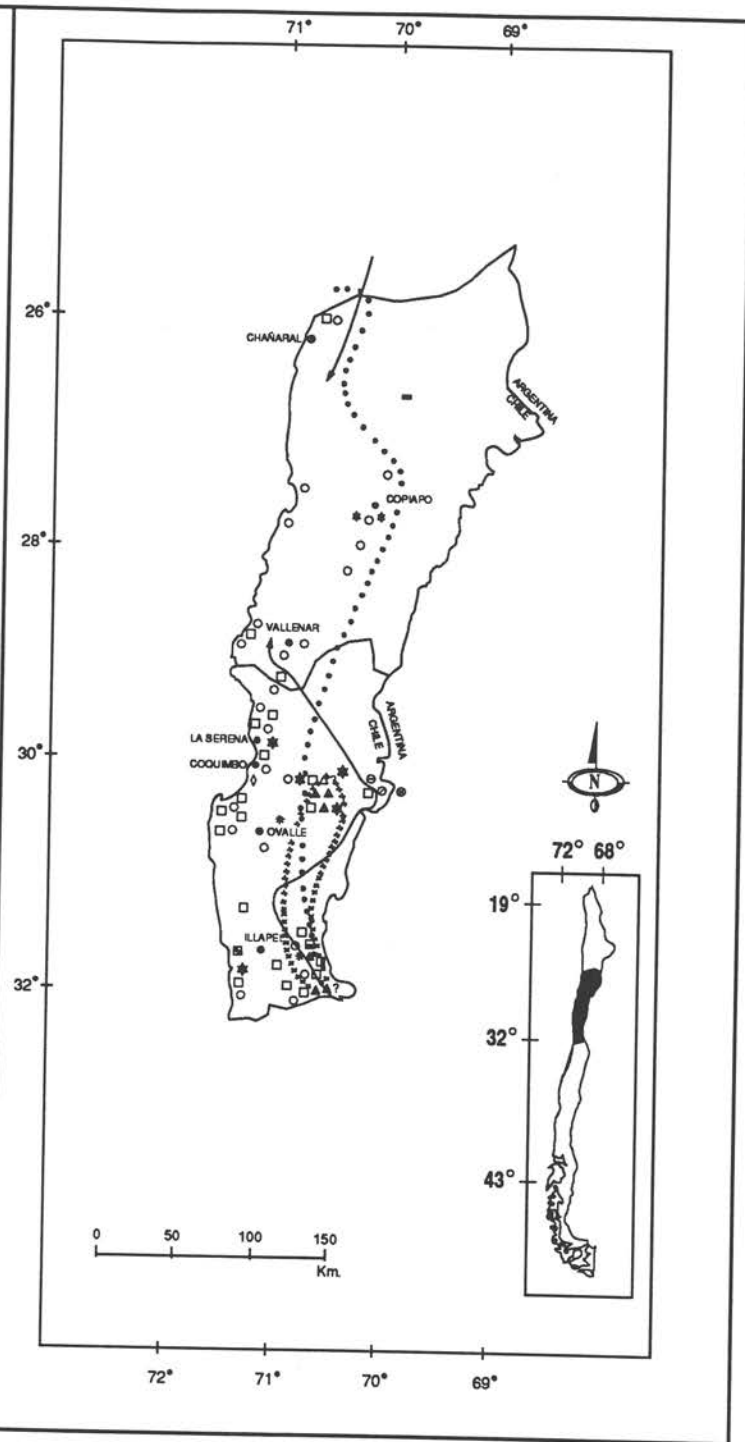 71° 70° 69°
26°
CHAÑARAL
ARGENTINA
CHILE
COPIAPO
28°
VALLENAR
ARGENTINA
CHILE
LA SERENA
30°
COQUIMBO
OVALLE
N
72° 68°
19°
ILLAPEL
?
32°
32°
43°
0 50 100 150
Km.
72° 71° 70° 69°